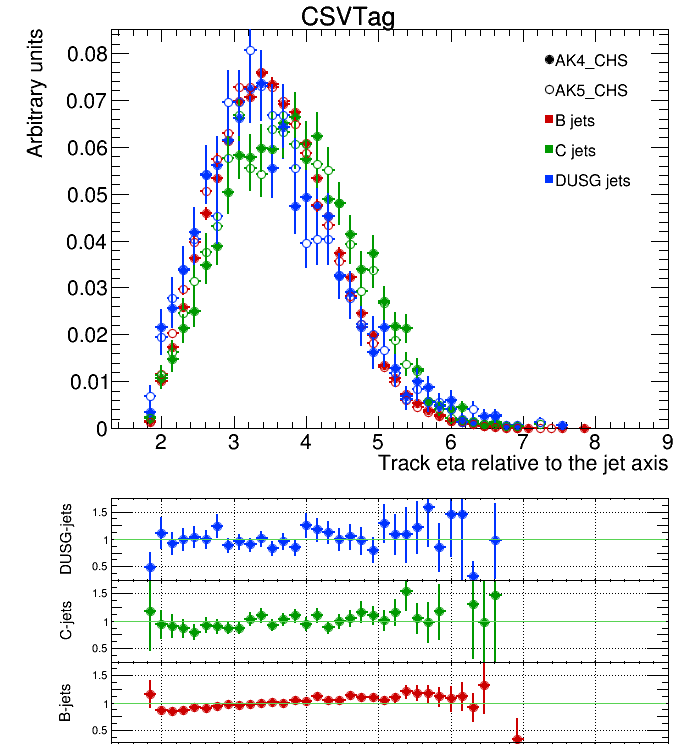 CSVTag
Arbitrary units
0.08
0.07
0.06
0.05
0.04
0.03
0.02
0.01
0
AK4_CHS
AK5_CHS
B jets
C jets
DUSG jets
2 3 4 5 6 7 8 9
Track eta relative to the jet axis
DUSG-jets
1.5
1
0.5
C-jets
1.5
1
0.5
B-jets
1.5
1
0.5